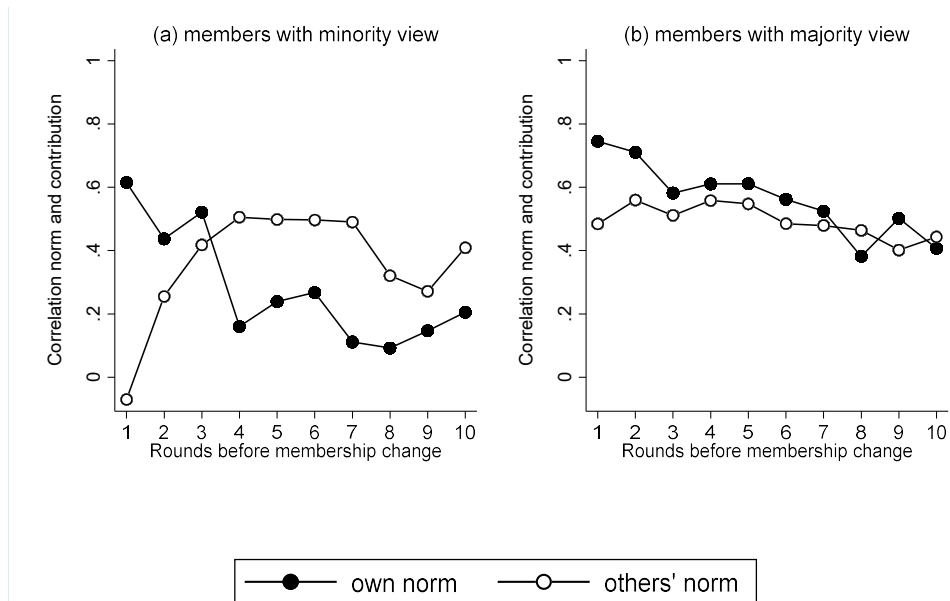 (a) members with minority view
Correlation norm and contribution
1
.8
.6
.4
.2
0
1 2 3 4 5 6 7 8 9 10
Rounds before membership change
(b) members with majority view
Correlation norm and contribution
1
.8
.6
.4
.2
0
1 2 3 4 5 6 7 8 9 10
Rounds before membership change
own norm others' norm